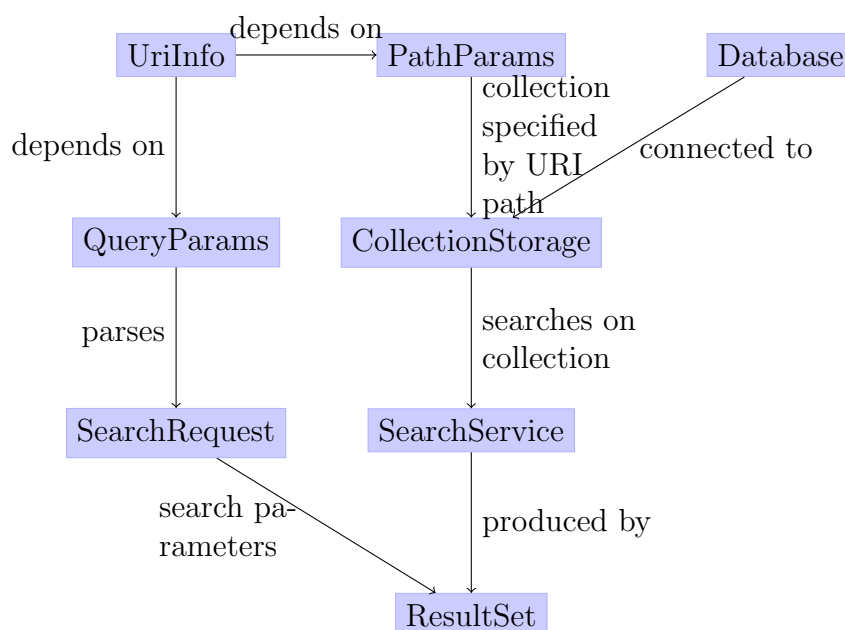 depends on
UriInfo
PathParams
Database
collection
specified
by URI
path
depends on
connected to
QueryParams
CollectionStorage
parses
searches on
collection
SearchRequest
SearchService
search pa-
rameters
produced by
ResultSet